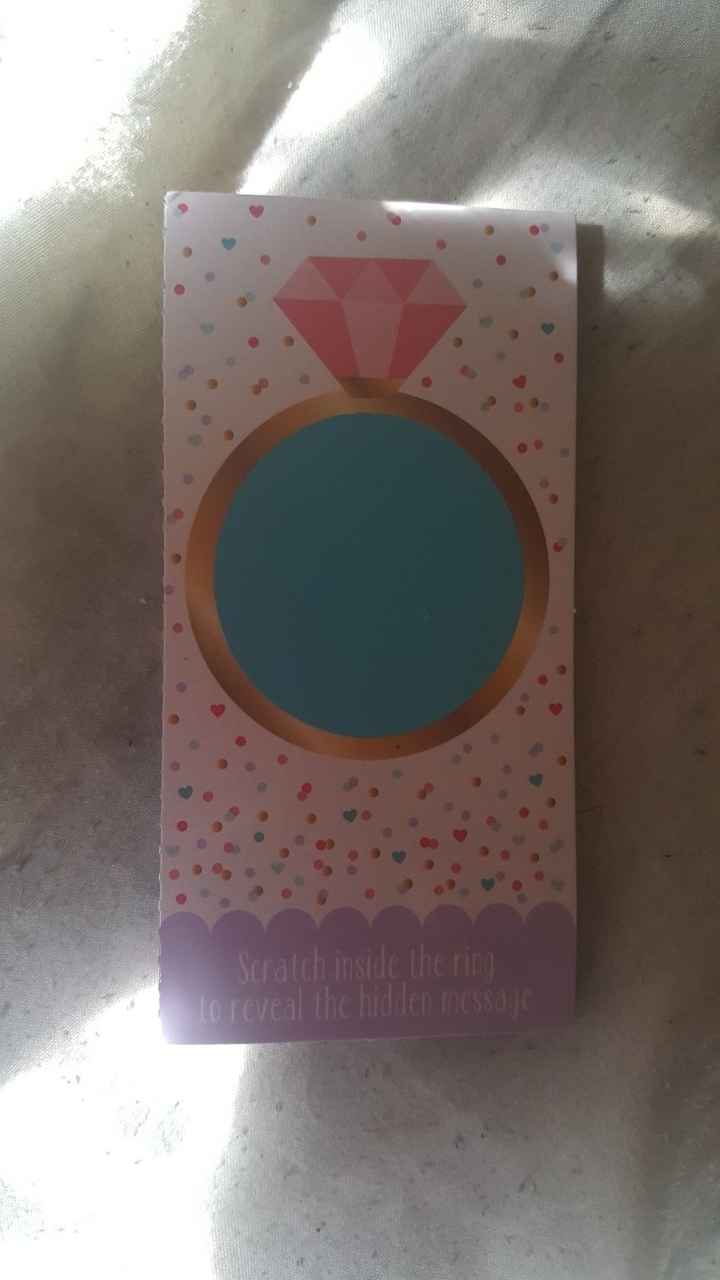 Scratch inside the ring
to reveal the hidden message